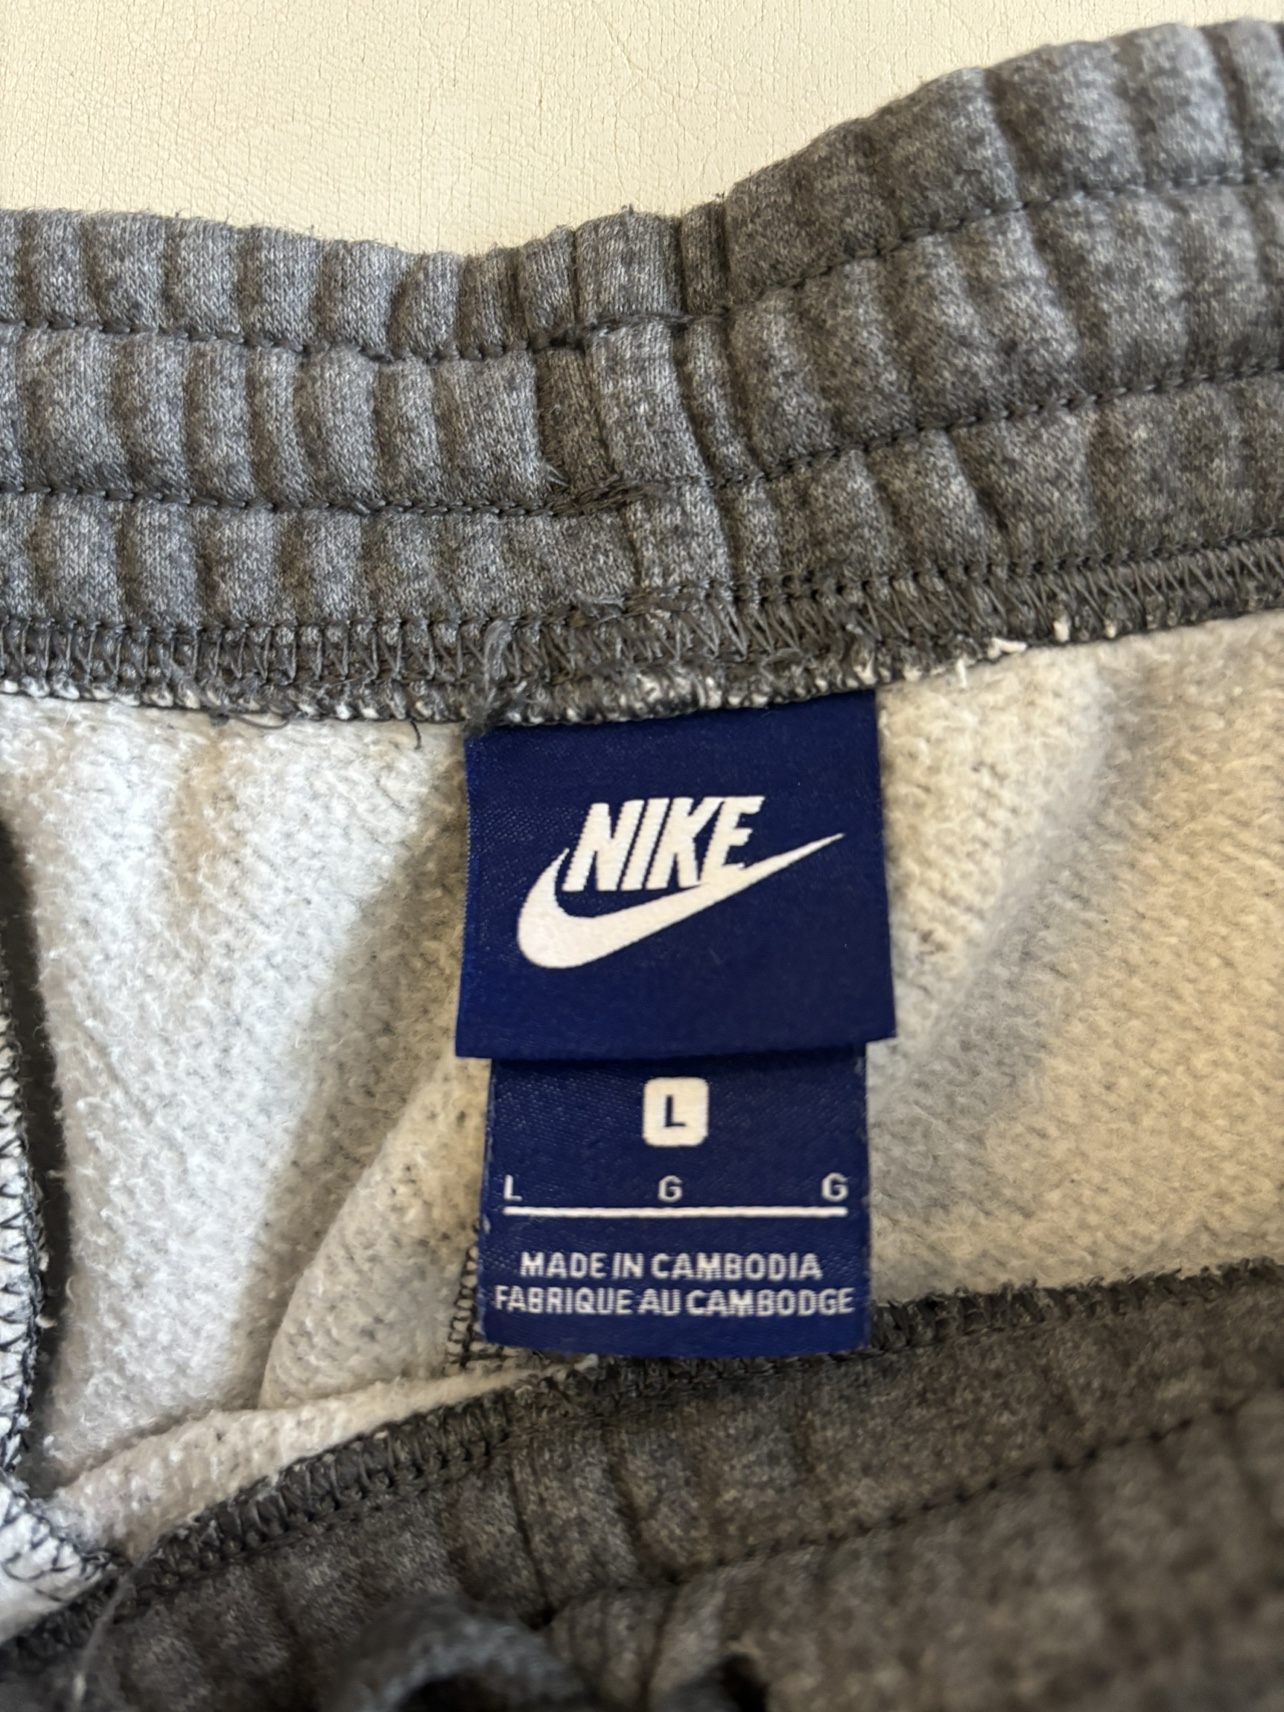 NIKE
L
L G G
MADE IN CAMBODIA
FABRIQUE AU CAMBODGE